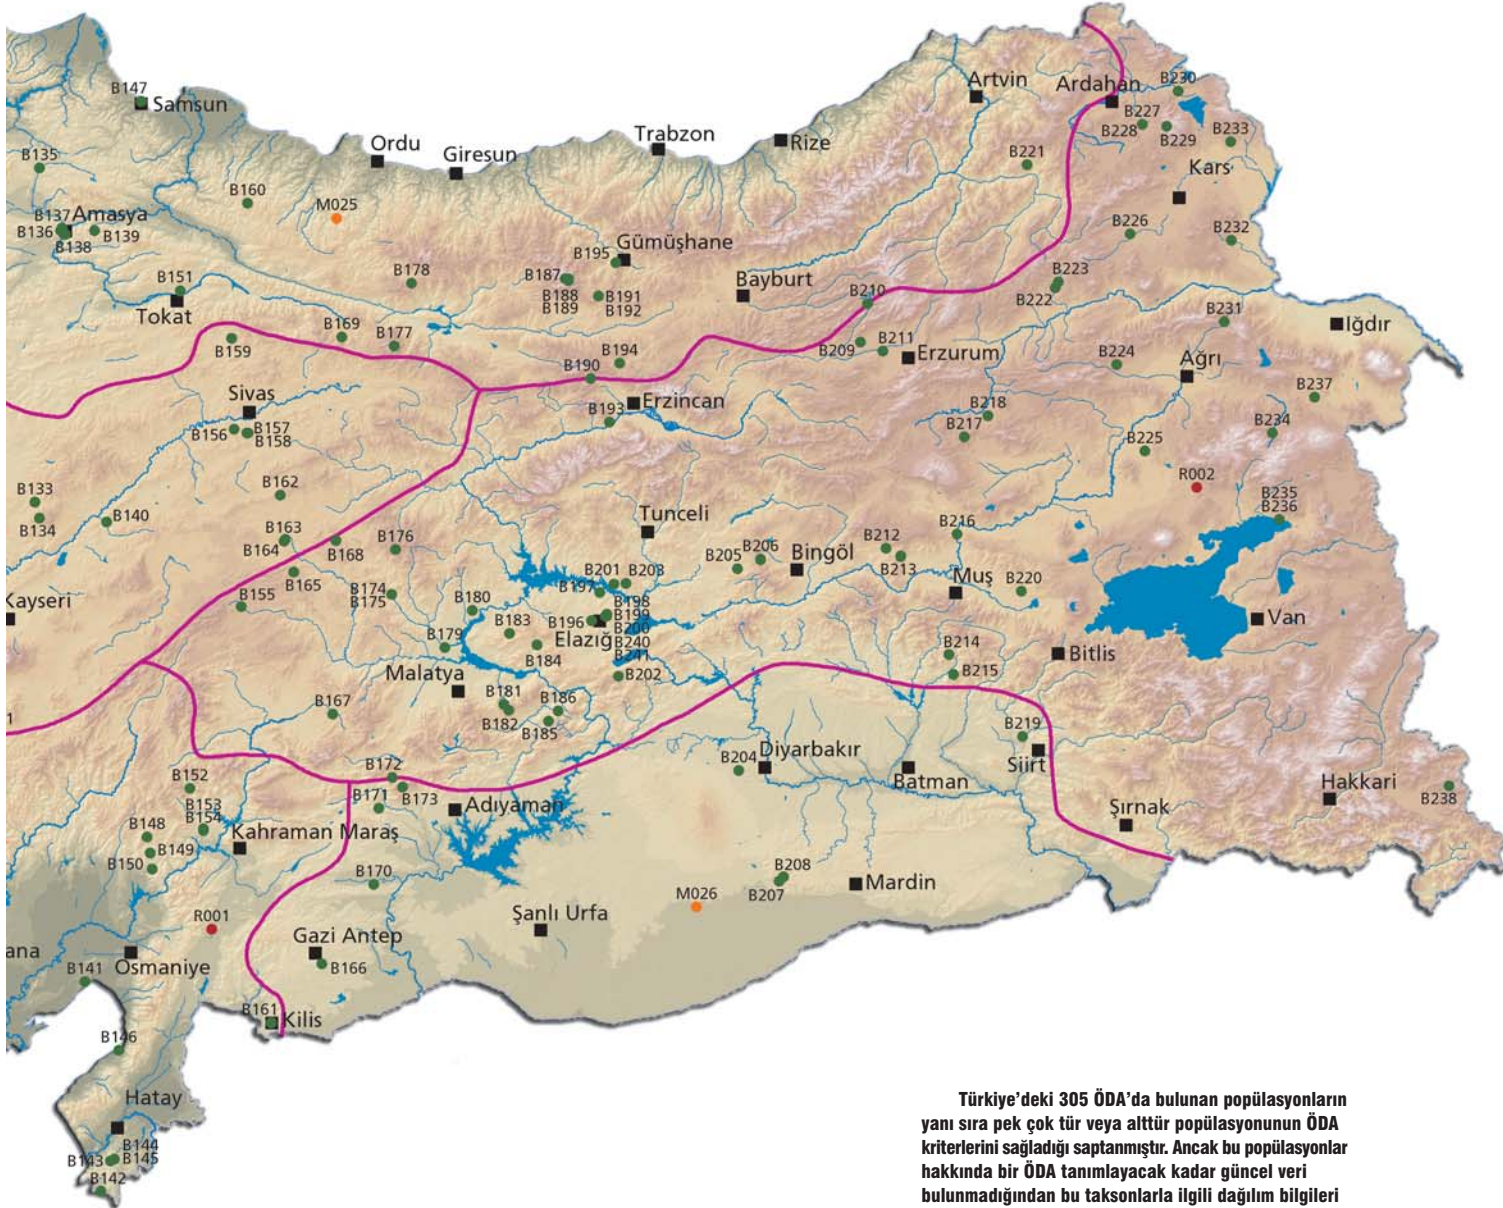 B147
Samsun
Ordu
Giresun
Trabzon
Rize
Artvin
Ardahan
B230
B227
B228
B229
B233
Kars
B221
B135
B160
M025
B137
Amasya
B136
B138
B139
B226
B232
B195
Gümüşhane
B187
B188
B189
B191
B192
B178
B151
Tokat
Bayburt
B210
B223
B222
B231
Iğdır
B159
B169
B177
B194
B190
B209
B211
Erzurum
B224
Ağrı
Sivas
B156
B157
B158
Erzincan
B193
B218
B217
B237
B234
B225
R002
B133
B134
B140
B162
B163
B164
B168
B165
B155
B176
B174
B175
Tunceli
B205
B206
Bingöl
B212
B213
B216
B235
B236
Muş
B220
Kayseri
B180
B179
B183
B184
B201
B203
B197
B196
B198
B199
B200
B240
B241
Elazığ
B202
Van
Malatya
B181
B182
B186
B185
B214
B215
Bitlis
1
B167
B219
Siirt
B204
Diyarbakır
Batman
B152
B153
B154
B172
B171
B173
Adıyaman
Hakkari
B238
Şırnak
B148
B149
B150
Kahraman Maraş
B170
B208
B207
Mardin
M026
R001
Şanlı Urfa
ana
Osmaniye
Gazi Antep
B166
B141
B161
Kilis
B146
Hatay
B144
B143
B145
B142
Türkiye’deki 305 ÖDA’da bulunan popülasyonların
yanı sıra pek çok tür veya alttür popülasyonunun ÖDA
kriterlerini sağladığı saptanmıştır. Ancak bu popülasyonlar
hakkında bir ÖDA tanımlayacak kadar güncel veri
bulunmadığından bu taksonlarla ilgili dağılım bilgileri